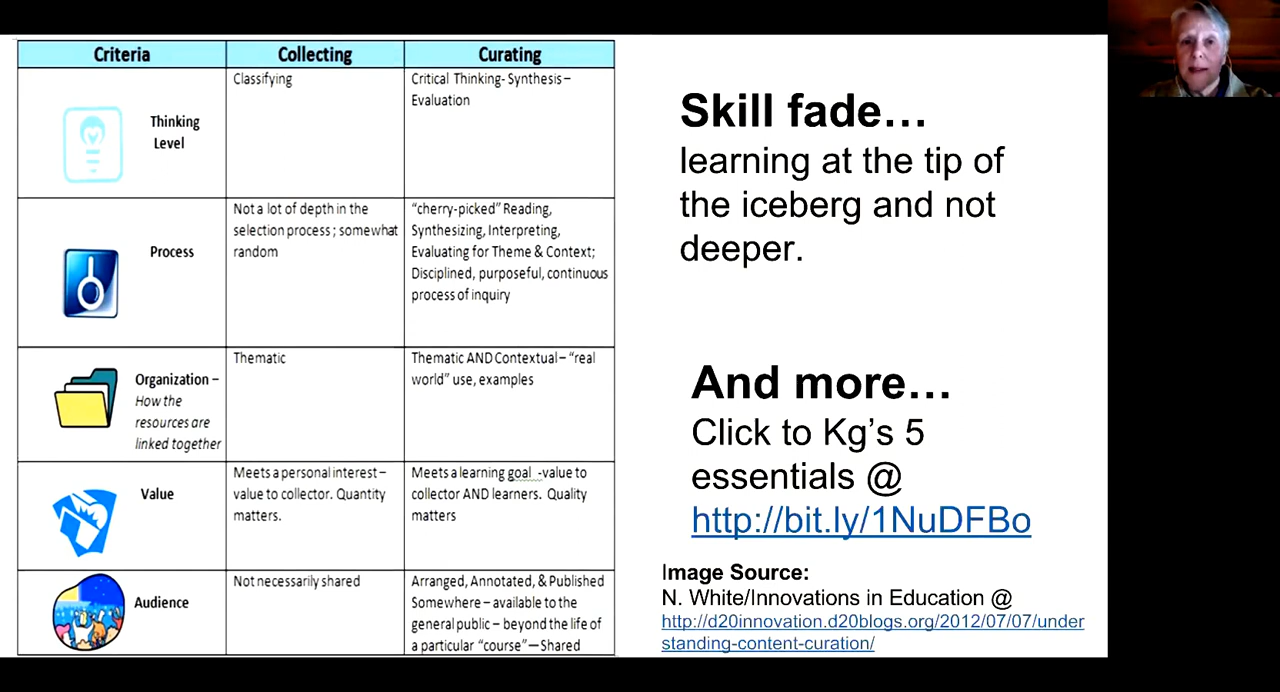 Criteria Collecting Curating
Thinking
Level
Classifying
Critical Thinking- Synthesis –
Evaluation
Process
Not a lot of depth in the
selection process ; somewhat
random
“cherry-picked” Reading,
Synthesizing, Interpreting,
Evaluating for Theme & Context;
Disciplined, purposeful, continuous
process of inquiry
Organization –
How the
resources are
linked together
Thematic
Thematic AND Contextual – “real
world” use, examples
Value
Meets a personal interest –
value to collector. Quantity
matters.
Meets a learning goal -value to
collector AND learners. Quality
matters
Audience
Not necessarily shared
Arranged, Annotated, & Published
Somewhere – available to the
general public – beyond the life of
a particular “course” — Shared
Skill fade…
learning at the tip of
the iceberg and not
deeper.
And more…
Click to Kg’s 5
essentials @
http://bit.ly/1NuDFBo
Image Source:
N. White/Innovations in Education @
http://d20innovation.d20blogs.org/2012/07/07/under
standing-content-curation/